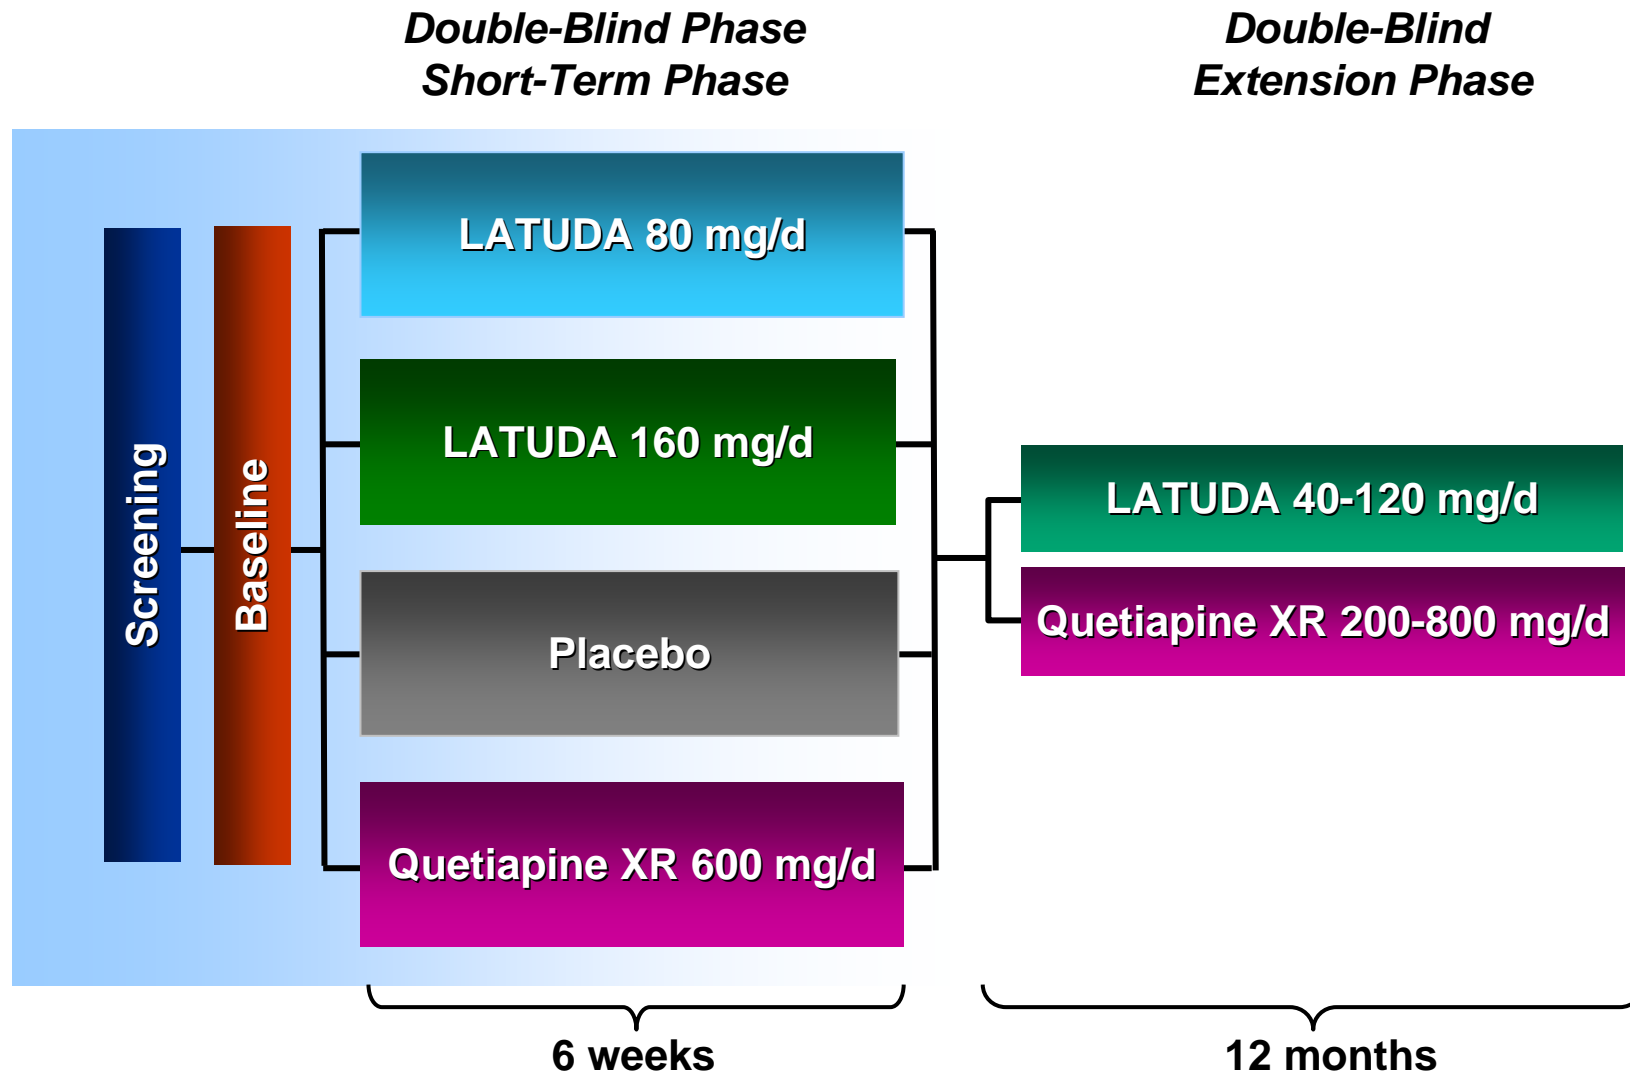 Double-Blind Phase
Short-Term Phase
Double-Blind
Extension Phase
Screening
Baseline
LATUDA 80 mg/d
LATUDA 160 mg/d
Placebo
Quetiapine XR 600 mg/d
LATUDA 40-120 mg/d
Quetiapine XR 200-800 mg/d
6 weeks
12 months